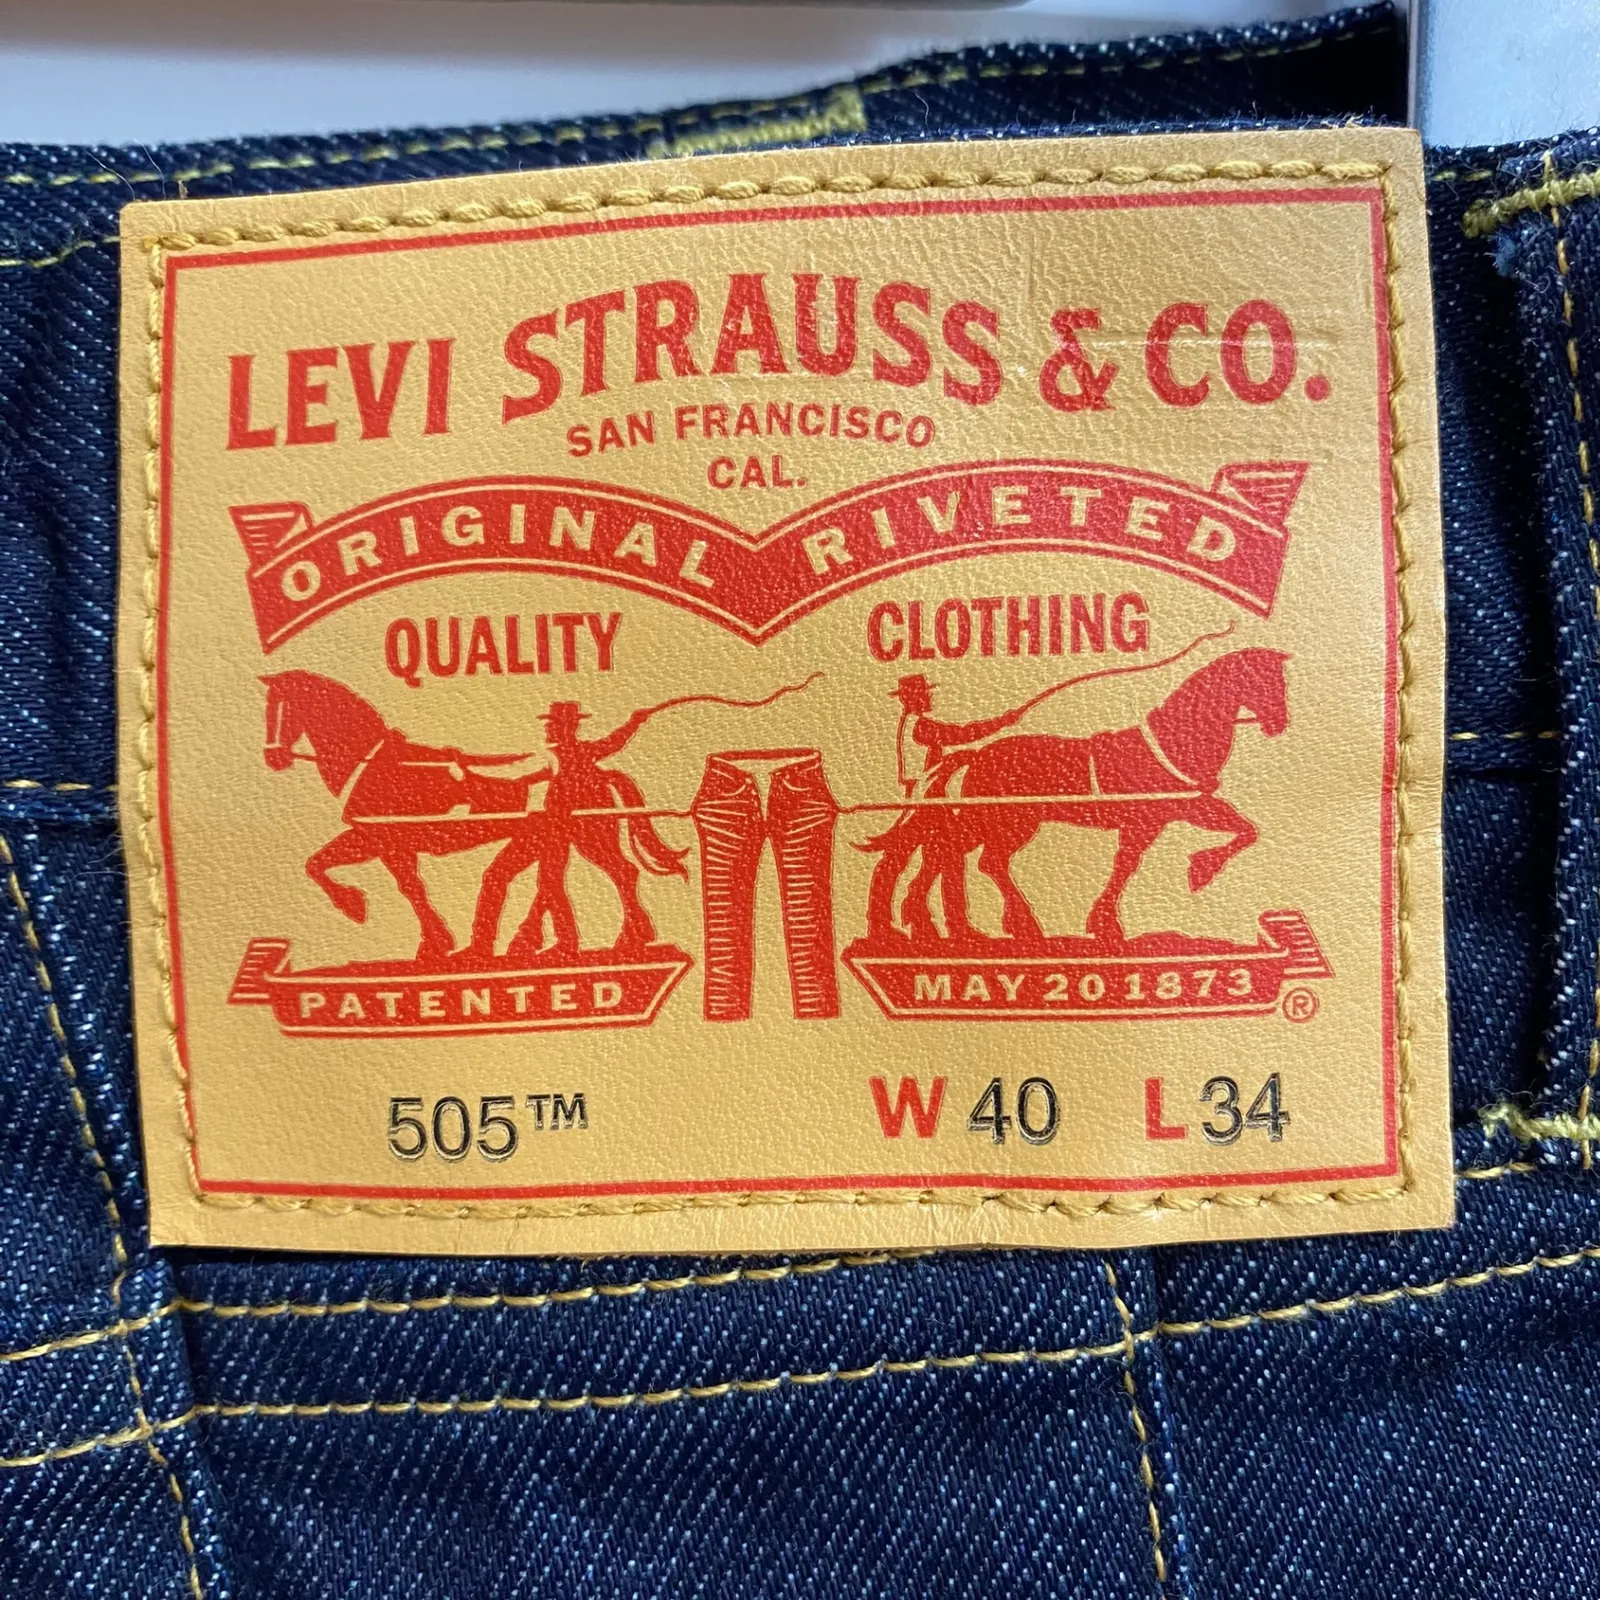 LEVI STRAUSS & CO.
SAN FRANCISCO
CAL.
ORIGINAL RIVETED
QUALITY CLOTHING
PATENTED MAY 20 1873 ®
505™ W 40 L 34